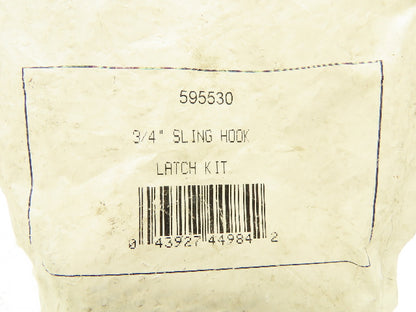 595530
3/4" SLING HOOK
LATCH KIT
0 43927 44984 2